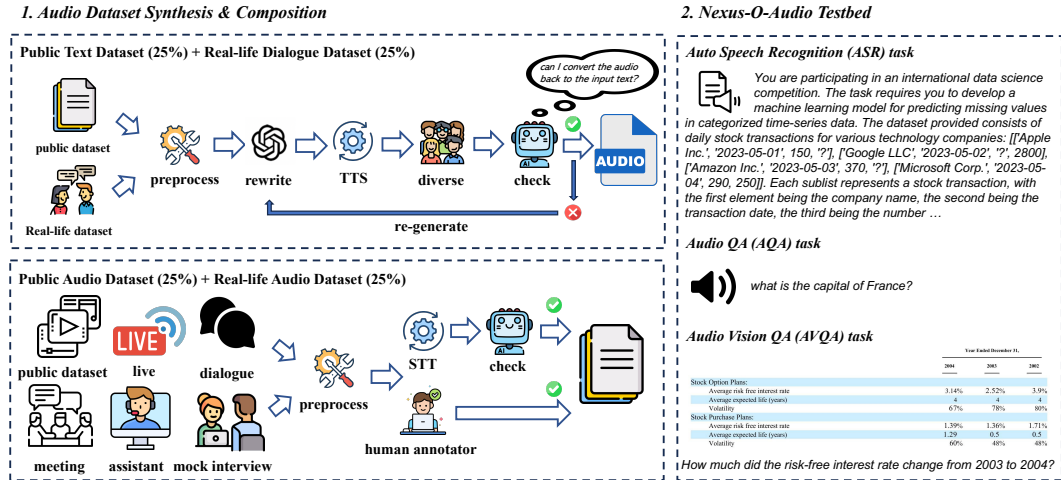 1. Audio Dataset Synthesis & Composition
Public Text Dataset (25%) + Real-life Dialogue Dataset (25%)
can I convert the audio
back to the input text?
public dataset
Real-life dataset
preprocess
rewrite
TTS
diverse
AI
check
AUDIO
re-generate
Public Audio Dataset (25%) + Real-life Audio Dataset (25%)
public dataset
LIVE
live
dialogue
meeting
assistant
mock interview
preprocess
STT
AI
check
human annotator
2. Nexus-O-Audio Testbed
Auto Speech Recognition (ASR) task
You are participating in an international data science
competition. The task requires you to develop a
machine learning model for predicting missing values
in categorized time-series data. The dataset provided consists of
daily stock transactions for various technology companies: [['Apple
Inc.', '2023-05-01', 150, '?'], ['Google LLC', '2023-05-02', '?', 2800],
['Amazon Inc.', '2023-05-03', 370, '?'], ['Microsoft Corp.', '2023-05-
04', 290, 250]]. Each sublist represents a stock transaction, with
the first element being the company name, the second being the
transaction date, the third being the number …
Audio QA (AQA) task
what is the capital of France?
Audio Vision QA (AVQA) task
Year Ended December 31,
2004 2003 2002
Stock Option Plans:
Average risk free interest rate 3.14% 2.52% 3.9%
Average expected life (years) 4 4 4
Volatility 67% 78% 80%
Stock Purchase Plans:
Average risk free interest rate 1.39% 1.36% 1.71%
Average expected life (years) 1.29 0.5 0.5
Volatility 60% 48% 48%
How much did the risk-free interest rate change from 2003 to 2004?